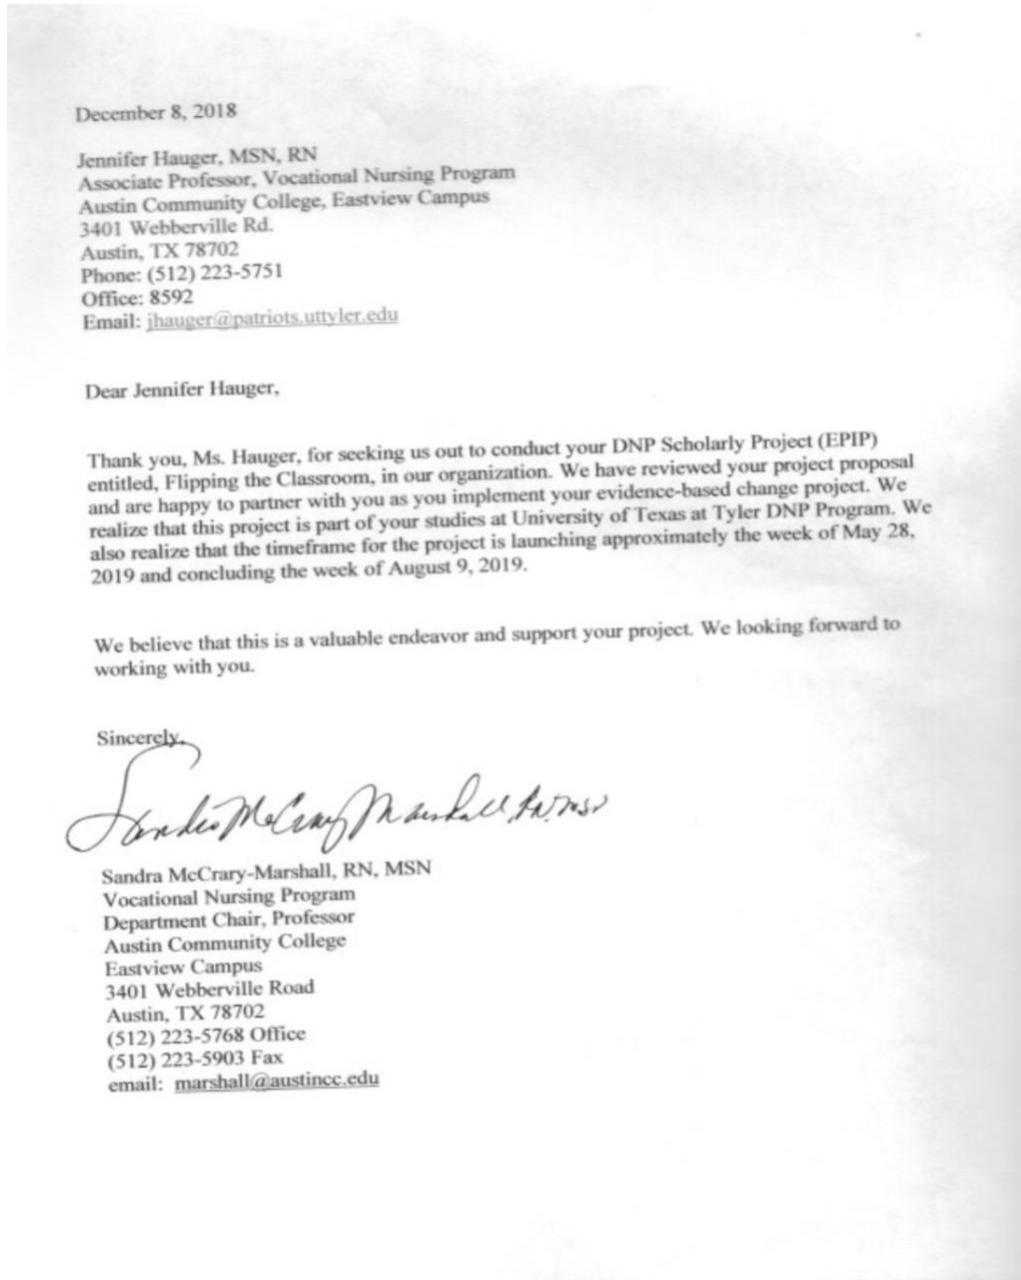 December 8, 2018
Jennifer Hauger, MSN, RN
Associate Professor, Vocational Nursing Program
Austin Community College, Eastview Campus
3401 Webberville Rd.
Austin, TX 78702
Phone: (512) 223-5751
Office: 8592
Email: jhauger@patriots.uttyler.edu
Dear Jennifer Hauger,
Thank you, Ms. Hauger, for seeking us out to conduct your DNP Scholarly Project (EPIP)
entitled, Flipping the Classroom, in our organization. We have reviewed your project proposal
and are happy to partner with you as you implement your evidence-based change project. We
realize that this project is part of your studies at University of Texas at Tyler DNP Program. We
also realize that the timeframe for the project is launching approximately the week of May 28,
2019 and concluding the week of August 9, 2019.
We believe that this is a valuable endeavor and support your project. We looking forward to
working with you.
Sincerely,
Sandra McCrary Marshall, RN, MSN
Sandra McCrary-Marshall, RN, MSN
Vocational Nursing Program
Department Chair, Professor
Austin Community College
Eastview Campus
3401 Webberville Road
Austin, TX 78702
(512) 223-5768 Office
(512) 223-5903 Fax
email: marshall@austincc.edu